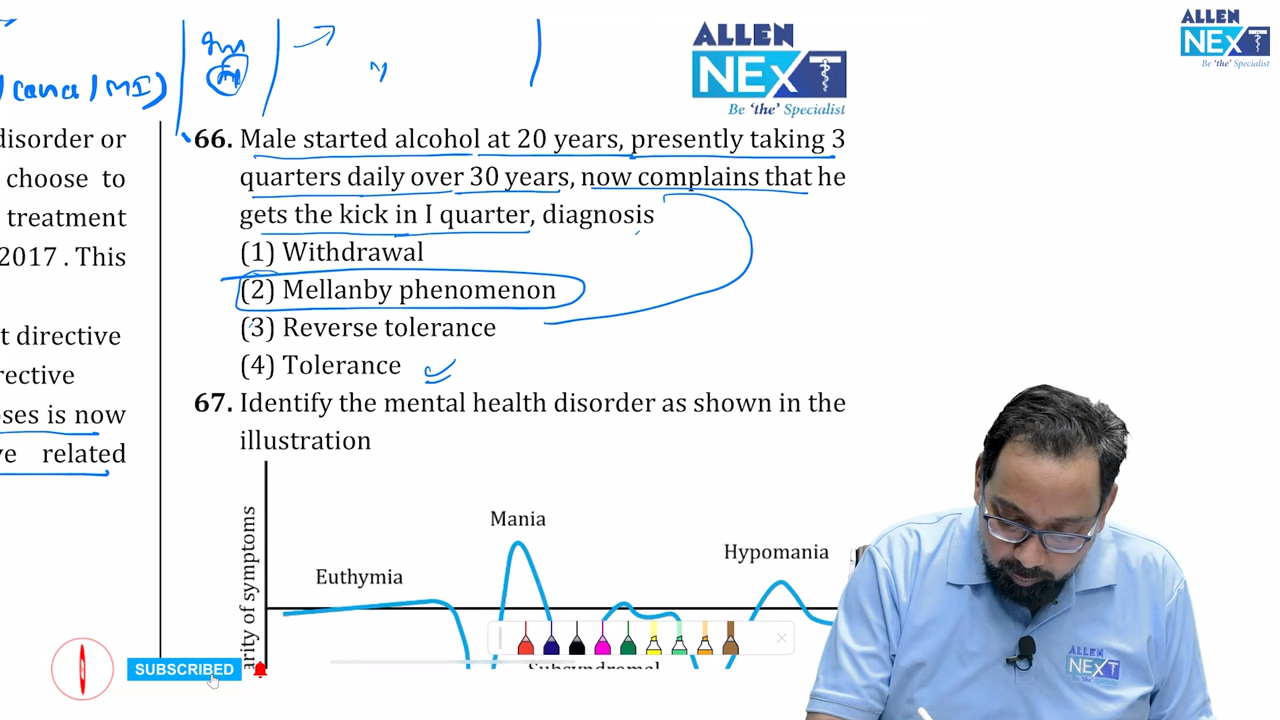 ALLEN
NEXT
Be 'the' Specialist
ALLEN
NEXT
Be 'the' Specialist
/MI)
disorder or
choose to
treatment
2017 . This
t directive
rective
oses is now
ve related
66. Male started alcohol at 20 years, presently taking 3
quarters daily over 30 years, now complains that he
gets the kick in I quarter, diagnosis
(1) Withdrawal
(2) Mellanby phenomenon
(3) Reverse tolerance
(4) Tolerance
67. Identify the mental health disorder as shown in the
illustration
arity of symptoms
Euthymia
Mania
Hypomania
Subsyndromal
SUBSCRIBED
ALLEN
NEXT